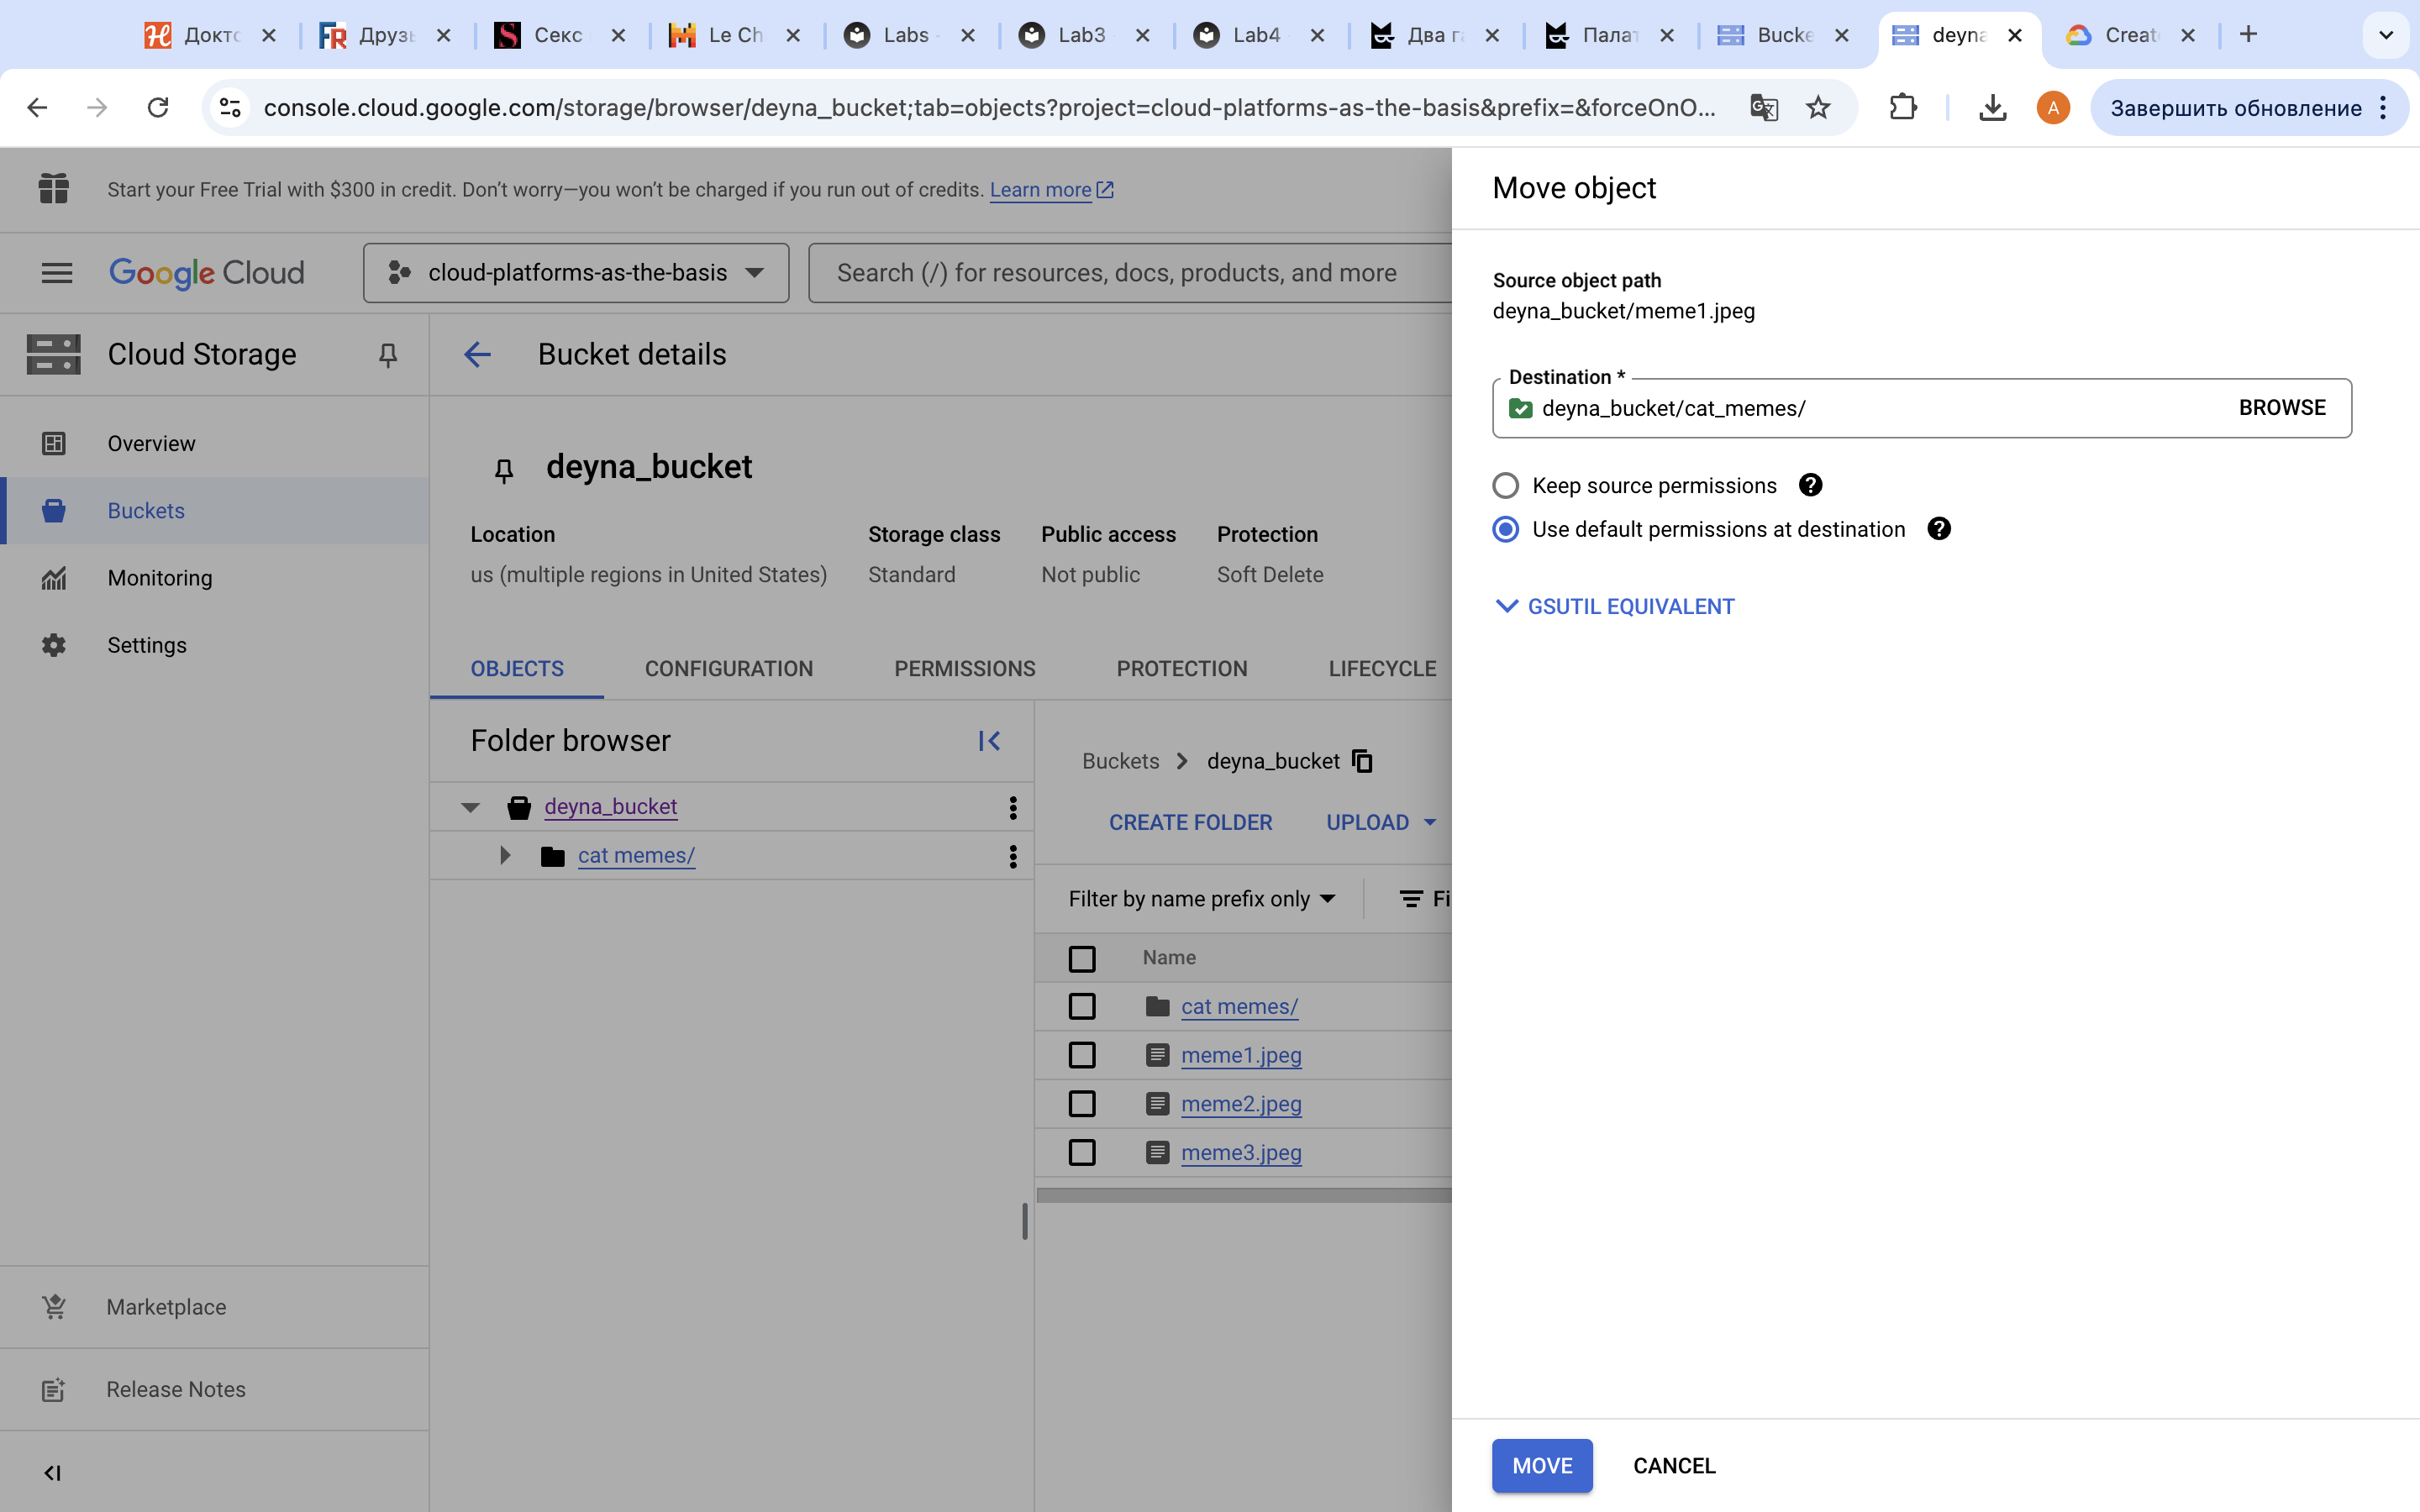 Докто
Друзь
Секс
Le Ch
Labs -
Lab3
Lab4
Два га
Палат
Bucke
deyna
Creat
console.cloud.google.com/storage/browser/deyna_bucket;tab=objects?project=cloud-platforms-as-the-basis&prefix=&forceOnO...
A
Завершить обновление
Start your Free Trial with $300 in credit. Don't worry—you won't be charged if you run out of credits. Learn more
Google Cloud
cloud-platforms-as-the-basis
Search (/) for resources, docs, products, and more
Cloud Storage
Overview
Buckets
Monitoring
Settings
Marketplace
Release Notes
Bucket details
deyna_bucket
Location
Storage class
Public access
Protection
us (multiple regions in United States)
Standard
Not public
Soft Delete
OBJECTS
CONFIGURATION
PERMISSIONS
PROTECTION
LIFECYCLE
Folder browser
deyna_bucket
cat memes/
Buckets > deyna_bucket
CREATE FOLDER
UPLOAD
Filter by name prefix only
Fi
Name
cat memes/
meme1.jpeg
meme2.jpeg
meme3.jpeg
Move object
Source object path
deyna_bucket/meme1.jpeg
Destination *
deyna_bucket/cat_memes/
BROWSE
Keep source permissions
Use default permissions at destination
GSUTIL EQUIVALENT
MOVE
CANCEL